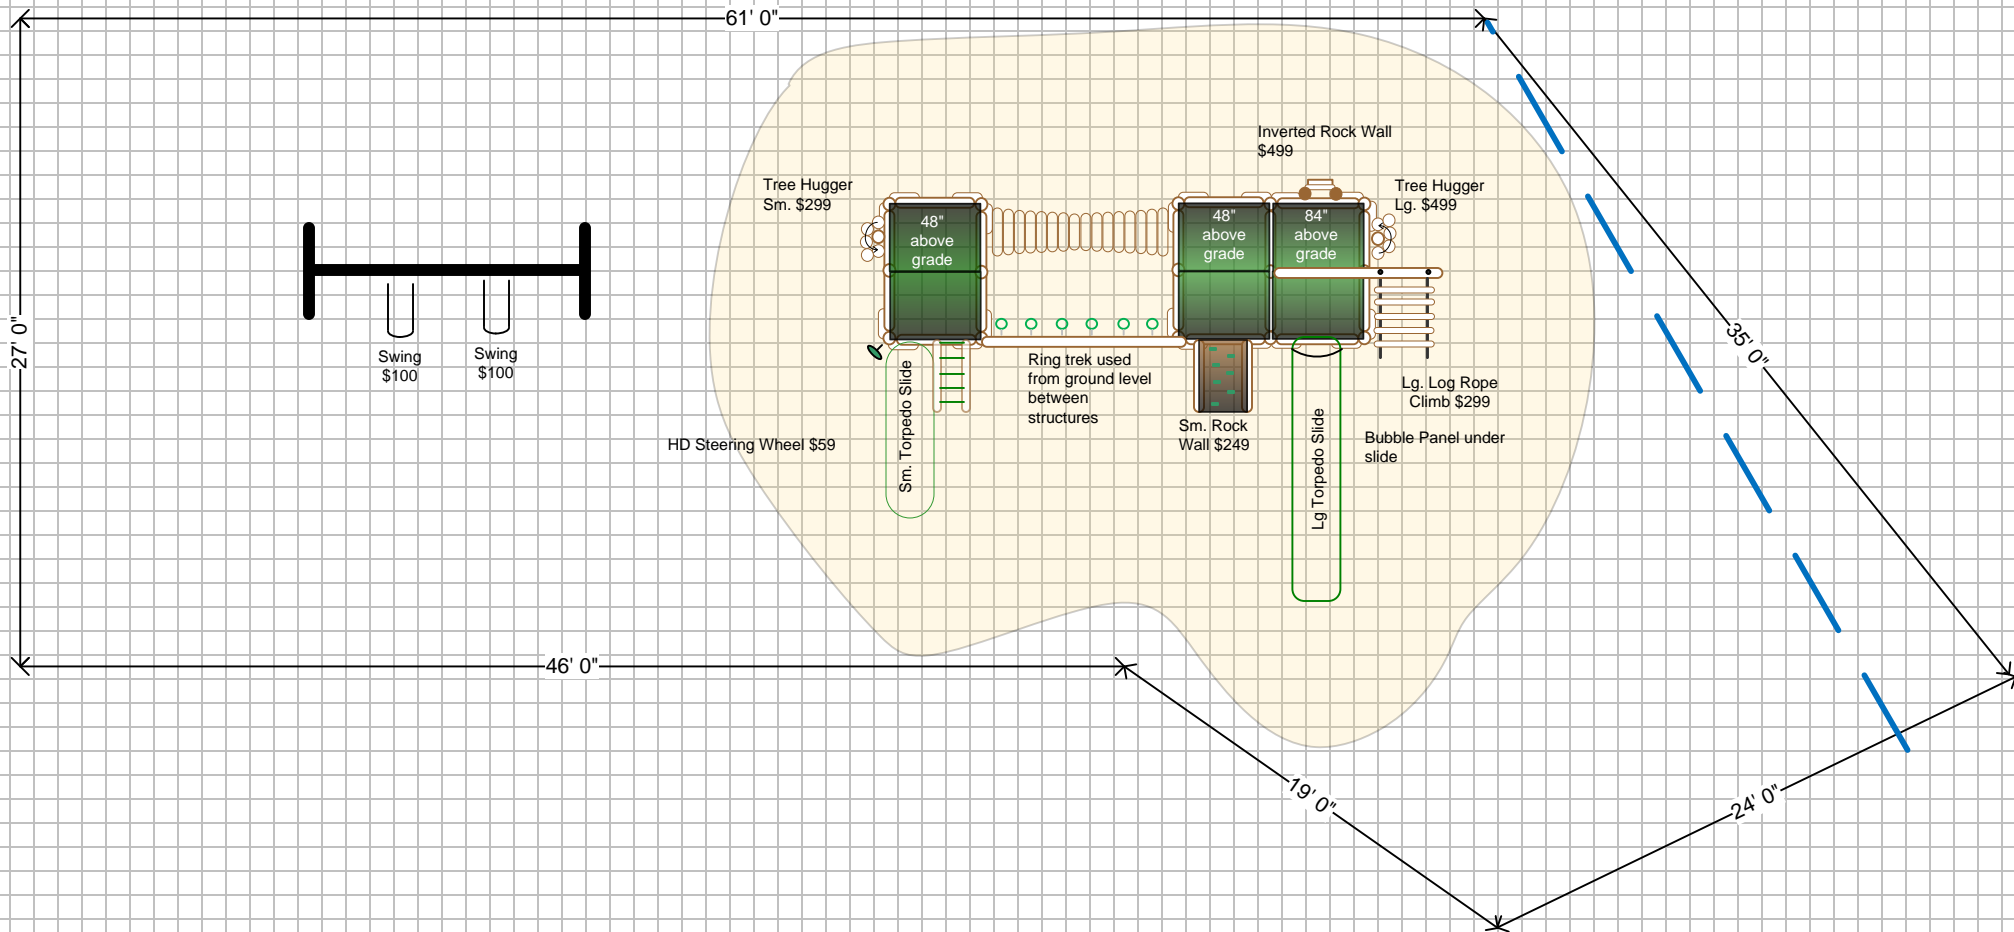 61' 0"
Inverted Rock Wall
$499
Tree Hugger
Sm. $299
Tree Hugger
Lg. $499
48"
above
grade
48"
above
grade
84"
above
grade
27' 0"
35' 0"
Swing
$100
Swing
$100
Ring trek used
from ground level
between
structures
Sm. Torpedo Slide
Lg. Log Rope
Climb $299
HD Steering Wheel $59
Sm. Rock
Wall $249
Lg Torpedo Slide
Bubble Panel under
slide
46' 0"
19' 0"
24' 0"